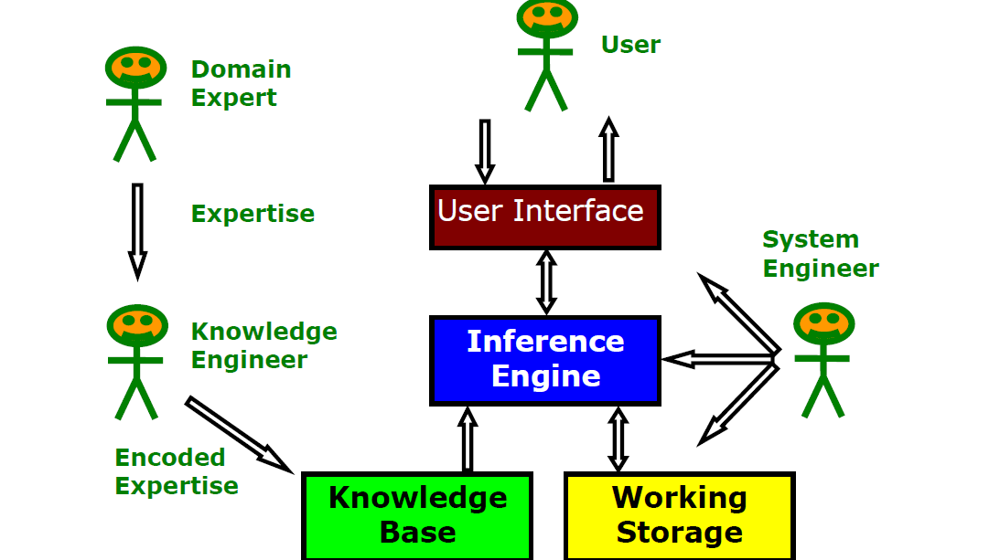 User
Domain
Expert
User Interface
Expertise
System
Engineer
Knowledge
Engineer
Inference
Engine
Encoded
Expertise
Knowledge
Base
Working
Storage